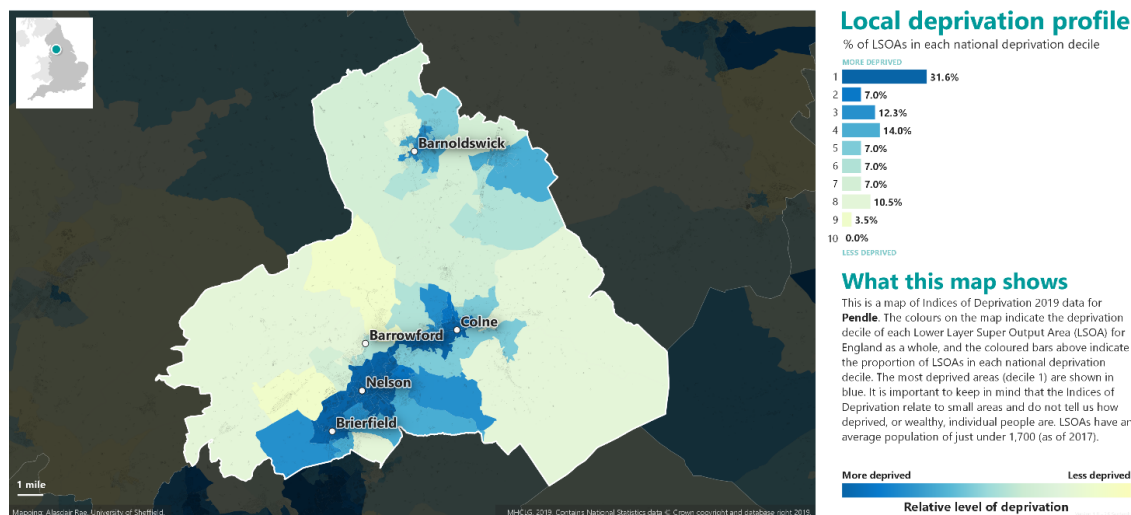 Barnoldswick
Colne
Barrowford
Nelson
Brierfield
1 mile
Mapping: Alasdair Rae, University of Sheffield.
MHCLG, 2019. Contains National Statistics data © Crown copyright and database right 2019.
Local deprivation profile
% of LSOAs in each national deprivation decile
MORE DEPRIVED
1 31.6%
2 7.0%
3 12.3%
4 14.0%
5 7.0%
6 7.0%
7 7.0%
8 10.5%
9 3.5%
10 0.0%
LESS DEPRIVED
What this map shows
This is a map of Indices of Deprivation 2019 data for
Pendle. The colours on the map indicate the deprivation
decile of each Lower Layer Super Output Area (LSOA) for
England as a whole, and the coloured bars above indicate
the proportion of LSOAs in each national deprivation
decile. The most deprived areas (decile 1) are shown in
blue. It is important to keep in mind that the Indices of
Deprivation relate to small areas and do not tell us how
deprived, or wealthy, individual people are. LSOAs have an
average population of just under 1,700 (as of 2017).
More deprived Less deprived
Relative level of deprivation